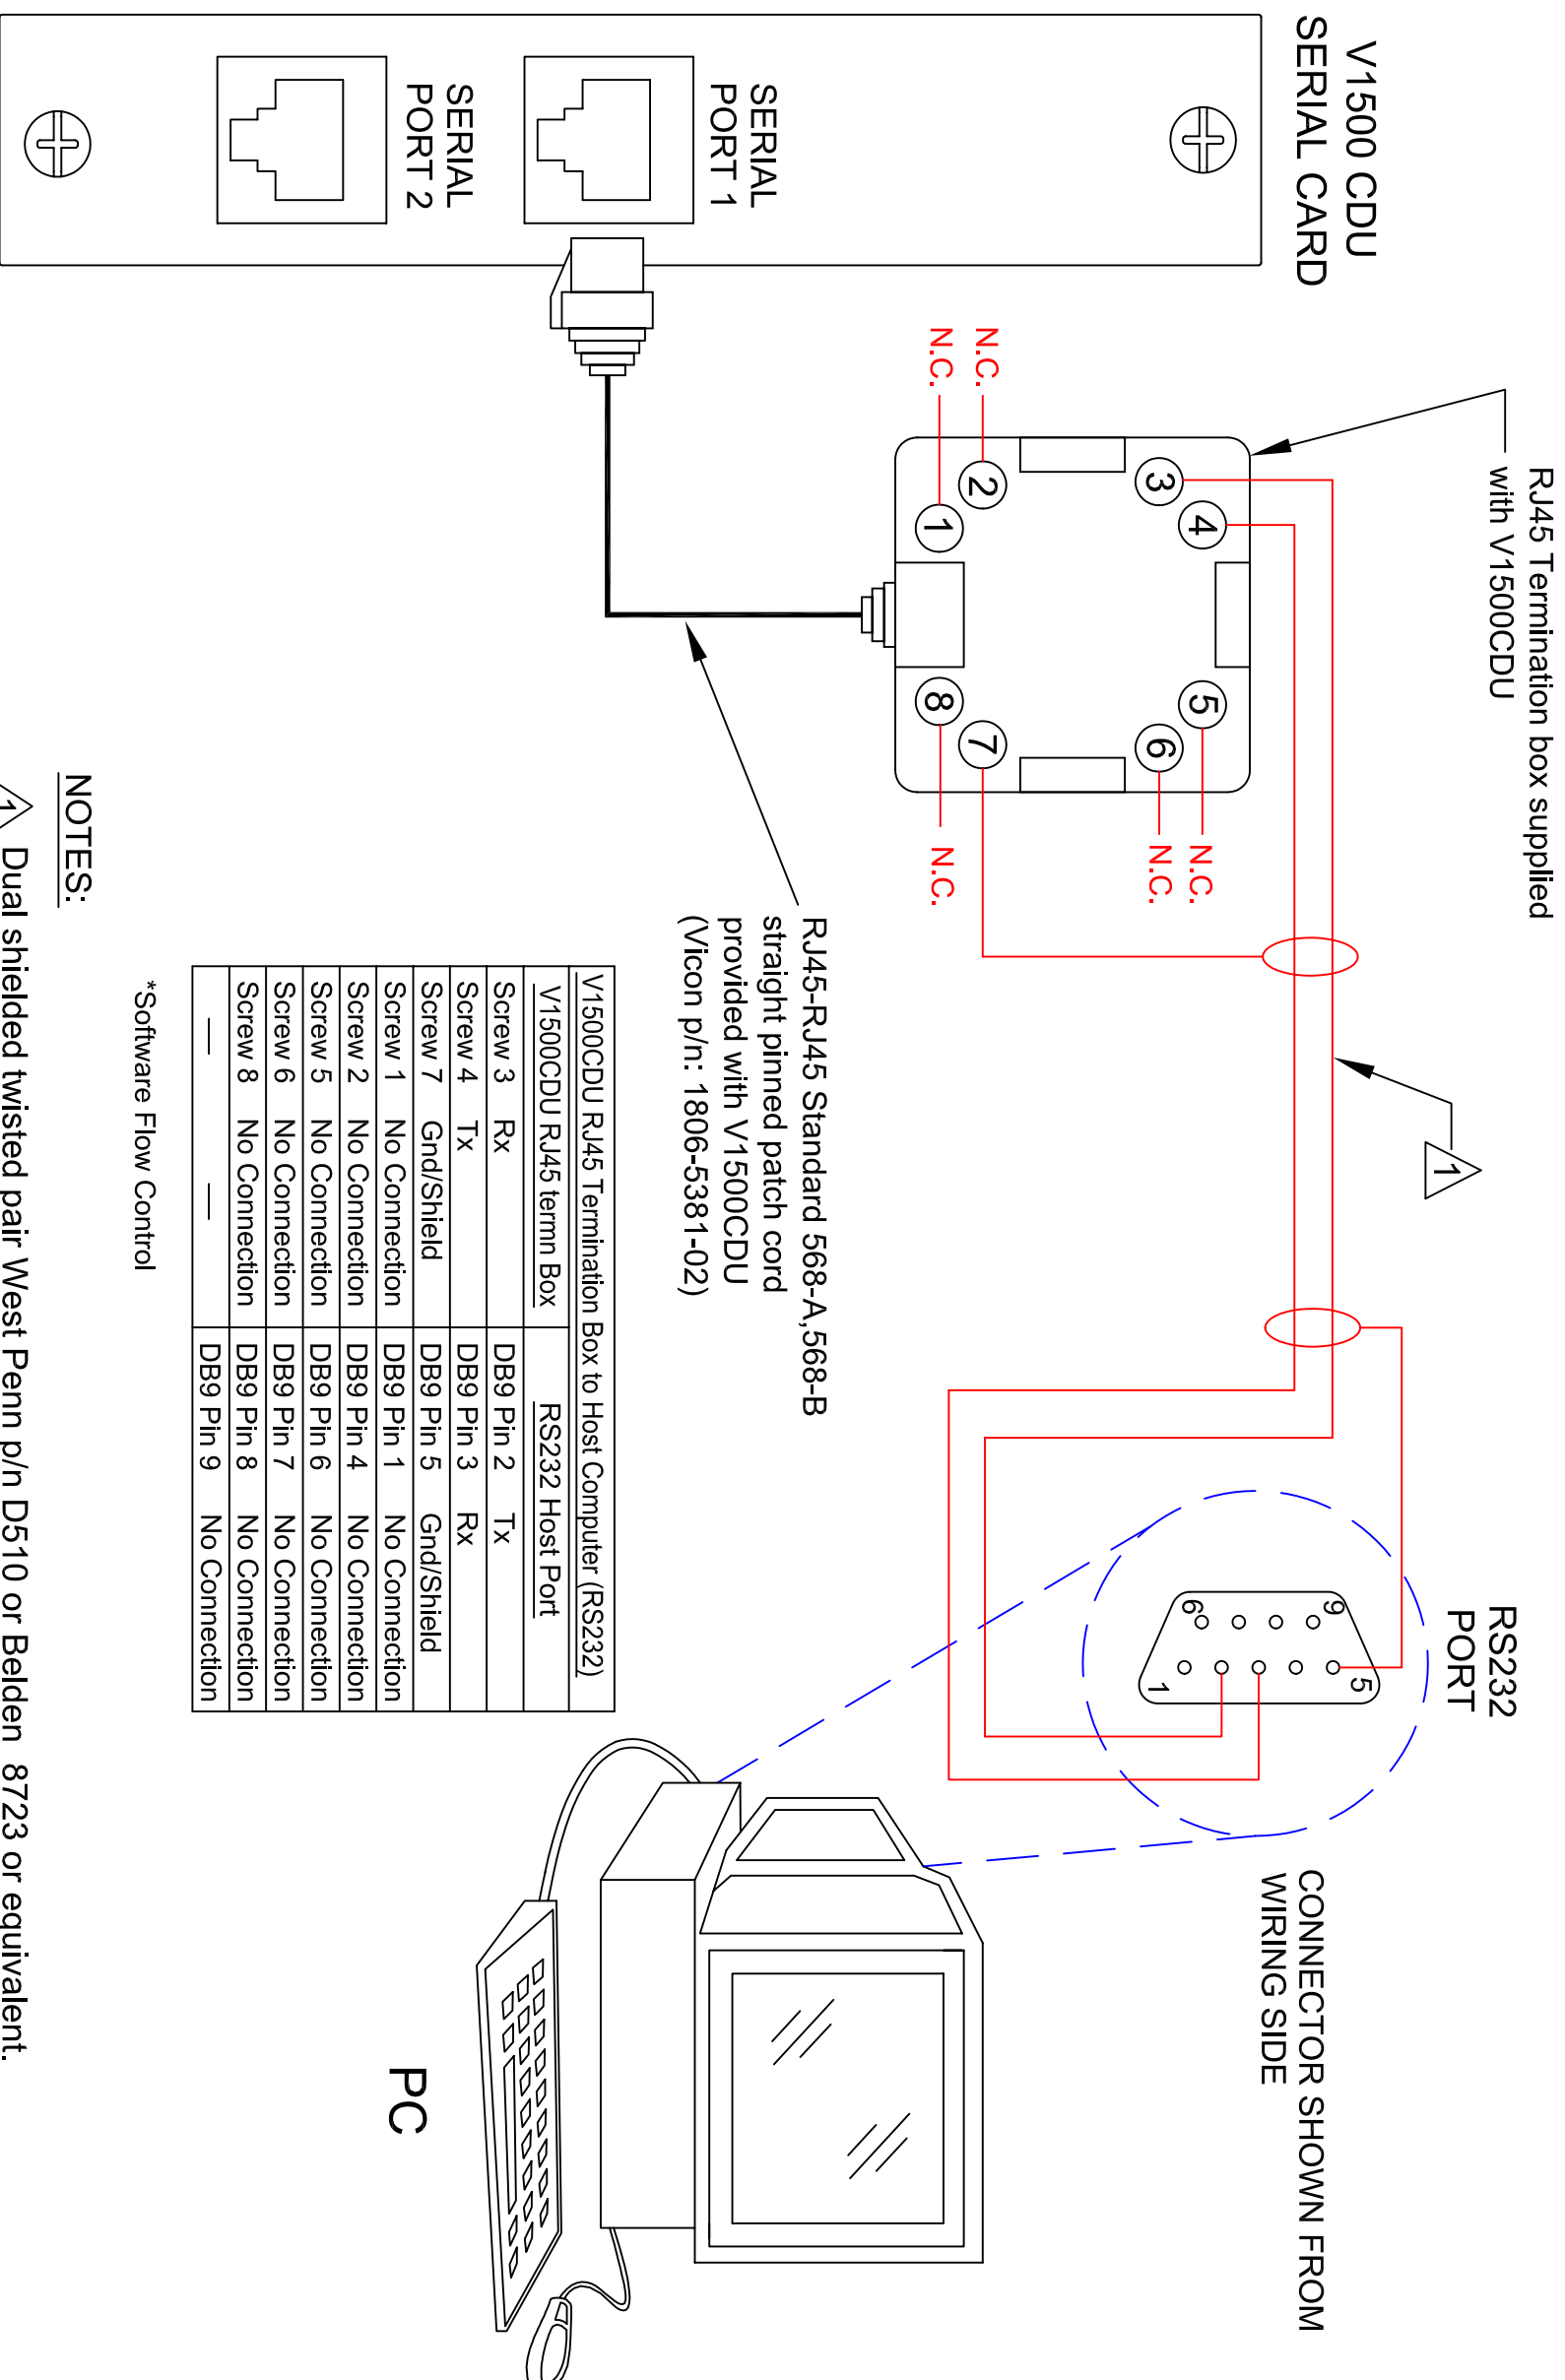 V1500 CDU
SERIAL CARD
SERIAL
PORT 1
SERIAL
PORT 2
RJ45 Termination box supplied
with V1500CDU
N.C.
N.C.
1
2
3
4
5
6
7
8
N.C.
N.C.
N.C.
1
RS232
PORT
6
9
1
5
CONNECTOR SHOWN FROM
WIRING SIDE
RJ45-RJ45 Standard 568-A,568-B
straight pinned patch cord
provided with V1500CDU
(Vicon p/n: 1806-5381-02)
PC
V1500CDU RJ45 Termination Box to Host Computer (RS232)
V1500CDU RJ45 termn Box RS232 Host Port
Screw 3 Rx DB9 Pin 2 Tx
Screw 4 Tx DB9 Pin 3 Rx
Screw 7 Gnd/Shield DB9 Pin 5 Gnd/Shield
Screw 1 No Connection DB9 Pin 1 No Connection
Screw 2 No Connection DB9 Pin 4 No Connection
Screw 5 No Connection DB9 Pin 6 No Connection
Screw 6 No Connection DB9 Pin 7 No Connection
Screw 8 No Connection DB9 Pin 8 No Connection
— — DB9 Pin 9 No Connection
*Software Flow Control
NOTES:
1 Dual shielded twisted pair West Penn p/n D510 or Belden 8723 or equivalent.